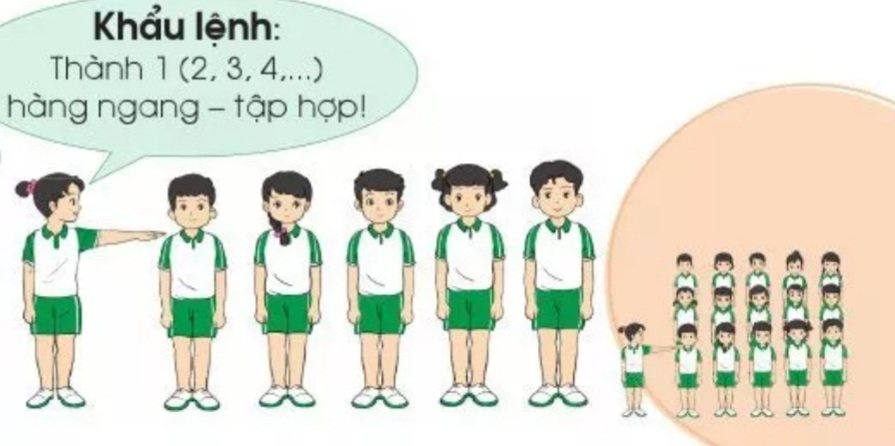 Khẩu lệnh:
Thành 1 (2, 3, 4,...)
hàng ngang – tập hợp!